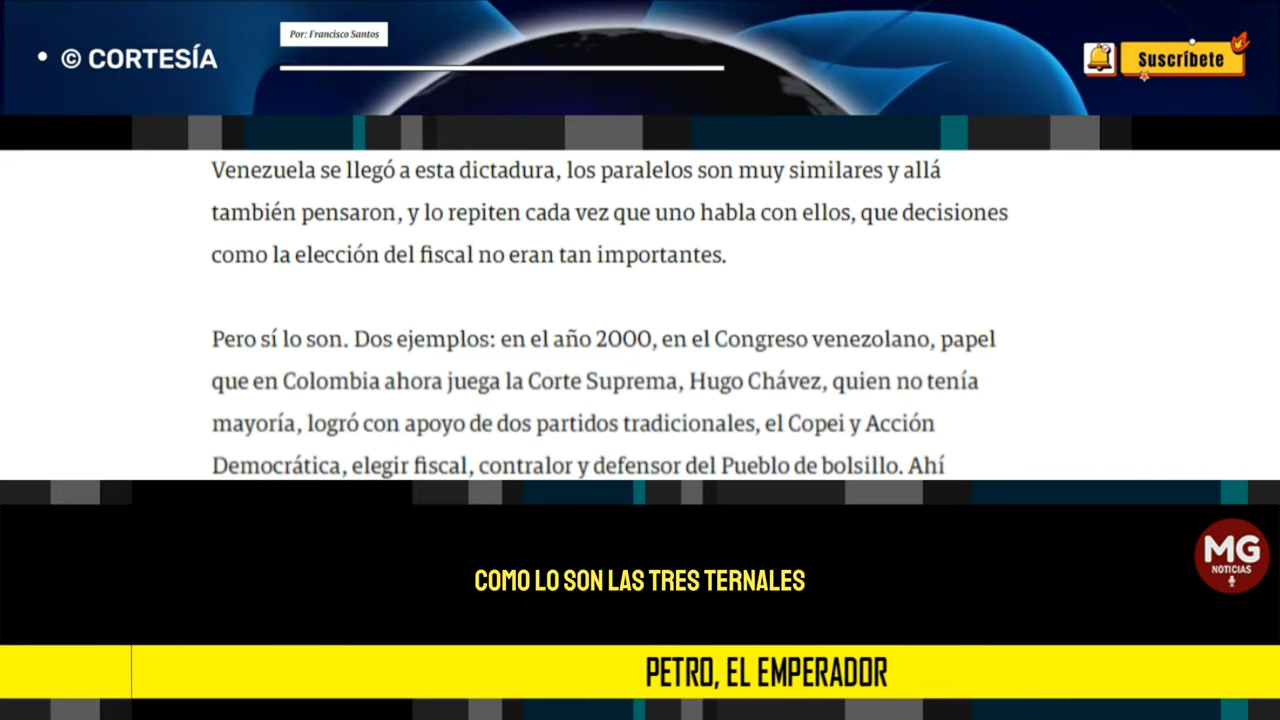 Por: Francisco Santos
• © CORTESÍA
Suscríbete
Venezuela se llegó a esta dictadura, los paralelos son muy similares y allá
también pensaron, y lo repiten cada vez que uno habla con ellos, que decisiones
como la elección del fiscal no eran tan importantes.
Pero sí lo son. Dos ejemplos: en el año 2000, en el Congreso venezolano, papel
que en Colombia ahora juega la Corte Suprema, Hugo Chávez, quien no tenía
mayoría, logró con apoyo de dos partidos tradicionales, el Copei y Acción
Democrática, elegir fiscal, contralor y defensor del Pueblo de bolsillo. Ahí
MG
NOTICIAS
COMO LO SON LAS TRES TERNALES
PETRO, EL EMPERADOR